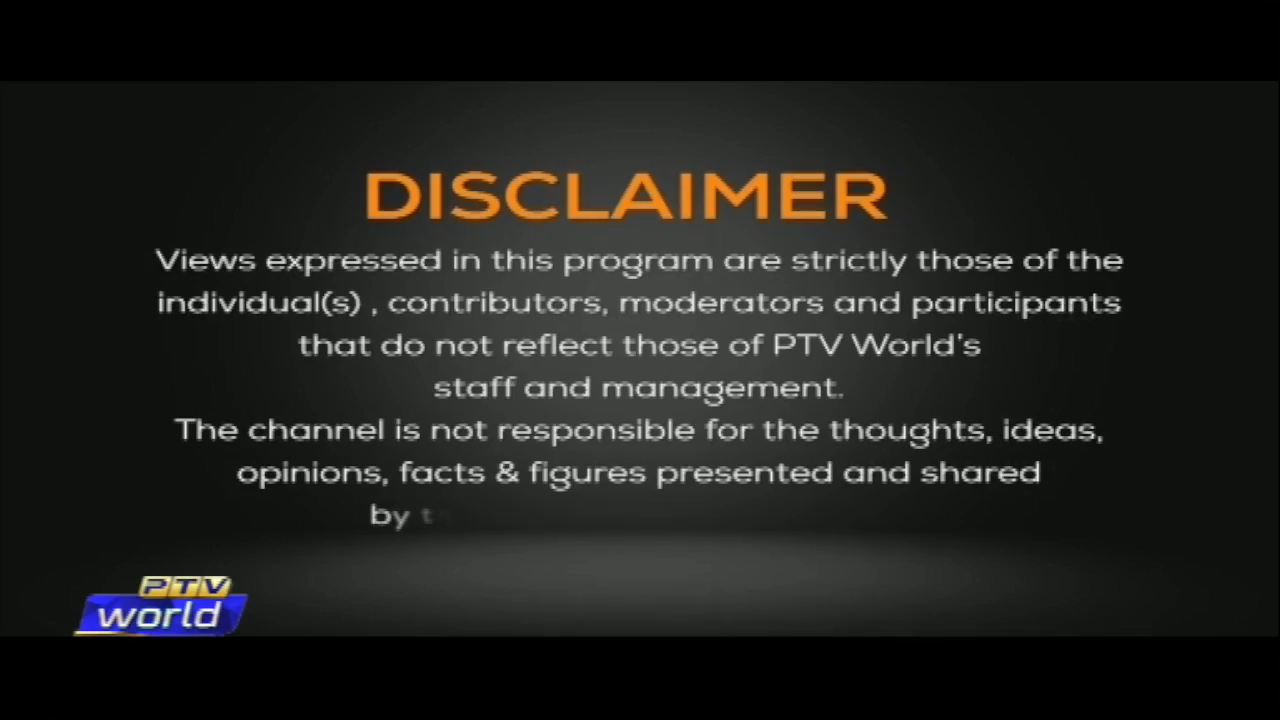 DISCLAIMER
Views expressed in this program are strictly those of the
individual(s) , contributors, moderators and participants
that do not reflect those of PTV World's
staff and management.
The channel is not responsible for the thoughts, ideas,
opinions, facts & figures presented and shared
by
PTV
world